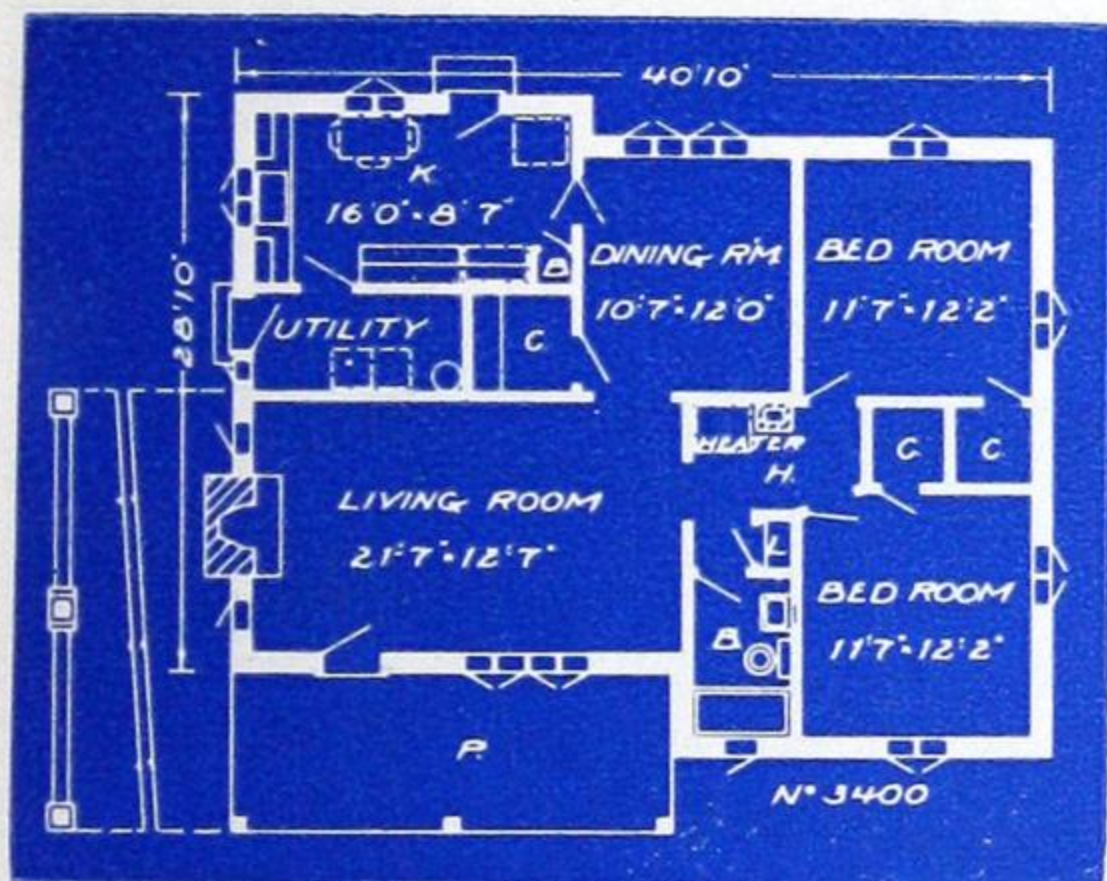 40'10"
28'10"
K.
16'0"-8'7"
B
DINING R'M
10'7"-12'0"
BED ROOM
11'7"-12'2"
UTILITY
C.
HEATER
H.
C.
C.
LIVING ROOM
21'7"-12'7"
L
B.
BED ROOM
11'7"-12'2"
P.
Nº 3400